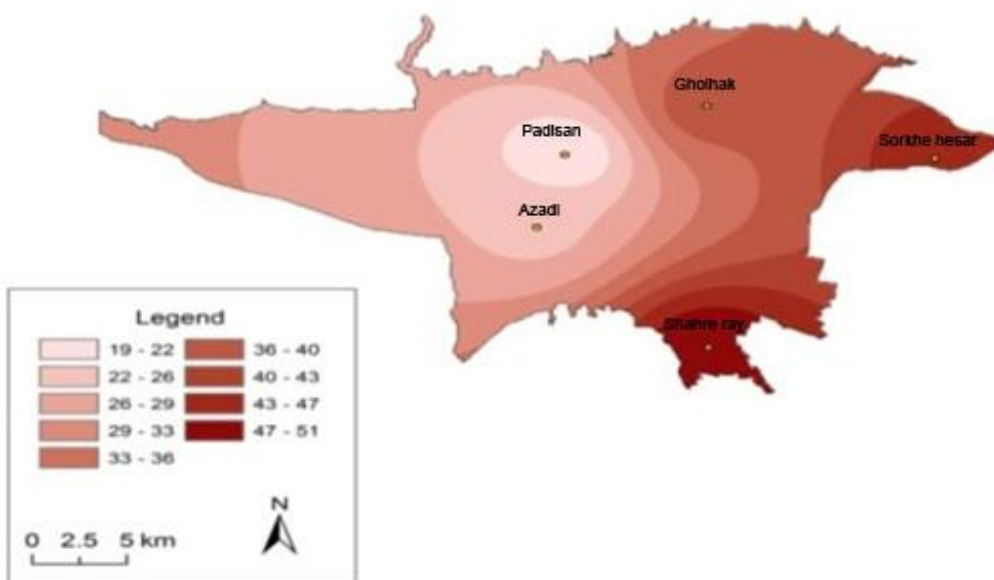 Gholhak
Padisan
Sorkhe hesar
Azadi
Shahre ray
Legend
19 - 22
22 - 26
26 - 29
29 - 33
33 - 36
36 - 40
40 - 43
43 - 47
47 - 51
N
0 2.5 5 km